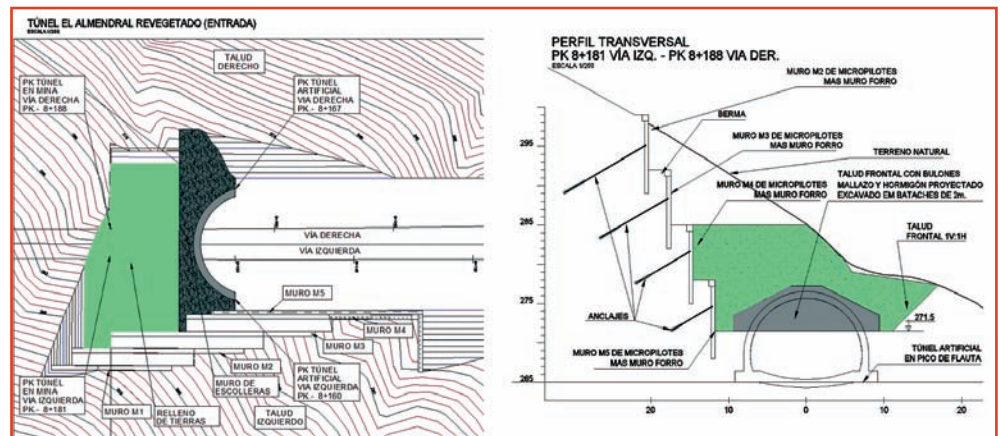 TÚNEL EL ALMENDRAL REVEGETADO (ENTRADA)
TALUD
DERECHO
PK TÚNEL
EN MINA
VÍA DERECHA
PK.- 8+188
PK TÚNEL
ARTIFICIAL
VÍA DERECHA
PK.- 8+167
VÍA DERECHA
VÍA IZQUIERDA
MURO M5
MURO M4
MURO M3
MURO M2
MURO DE
ESCOLLERAS
PK TÚNEL
ARTIFICIAL
VÍA IZQUIERDA
PK.- 8+160
PK TÚNEL
EN MINA
VÍA IZQUIERDA
PK.- 8+181
MURO M1
RELLENO
DE TIERRAS
TALUD
IZQUIERDO
PERFIL TRANSVERSAL
PK 8+181 VÍA IZQ. - PK 8+188 VIA DER.
MURO M2 DE MICROPILOTES
MAS MURO FORRO
BERMA
MURO M3 DE MICROPILOTES
MAS MURO FORRO
TERRENO NATURAL
MURO M4 DE MICROPILOTES
MAS MURO FORRO
TALUD FRONTAL CON BULONES
MALLAZO Y HORMIGÓN PROYECTADO
EXCAVADO EM BATACHES DE 2m.
TALUD
FRONTAL 1V:1H
271.5
ANCLAJES
MURO M5 DE MICROPILOTES
MAS MURO FORRO
TÚNEL ARTIFICIAL
EN PICO DE FLAUTA
295
285
275
265
20 10 0 10 20